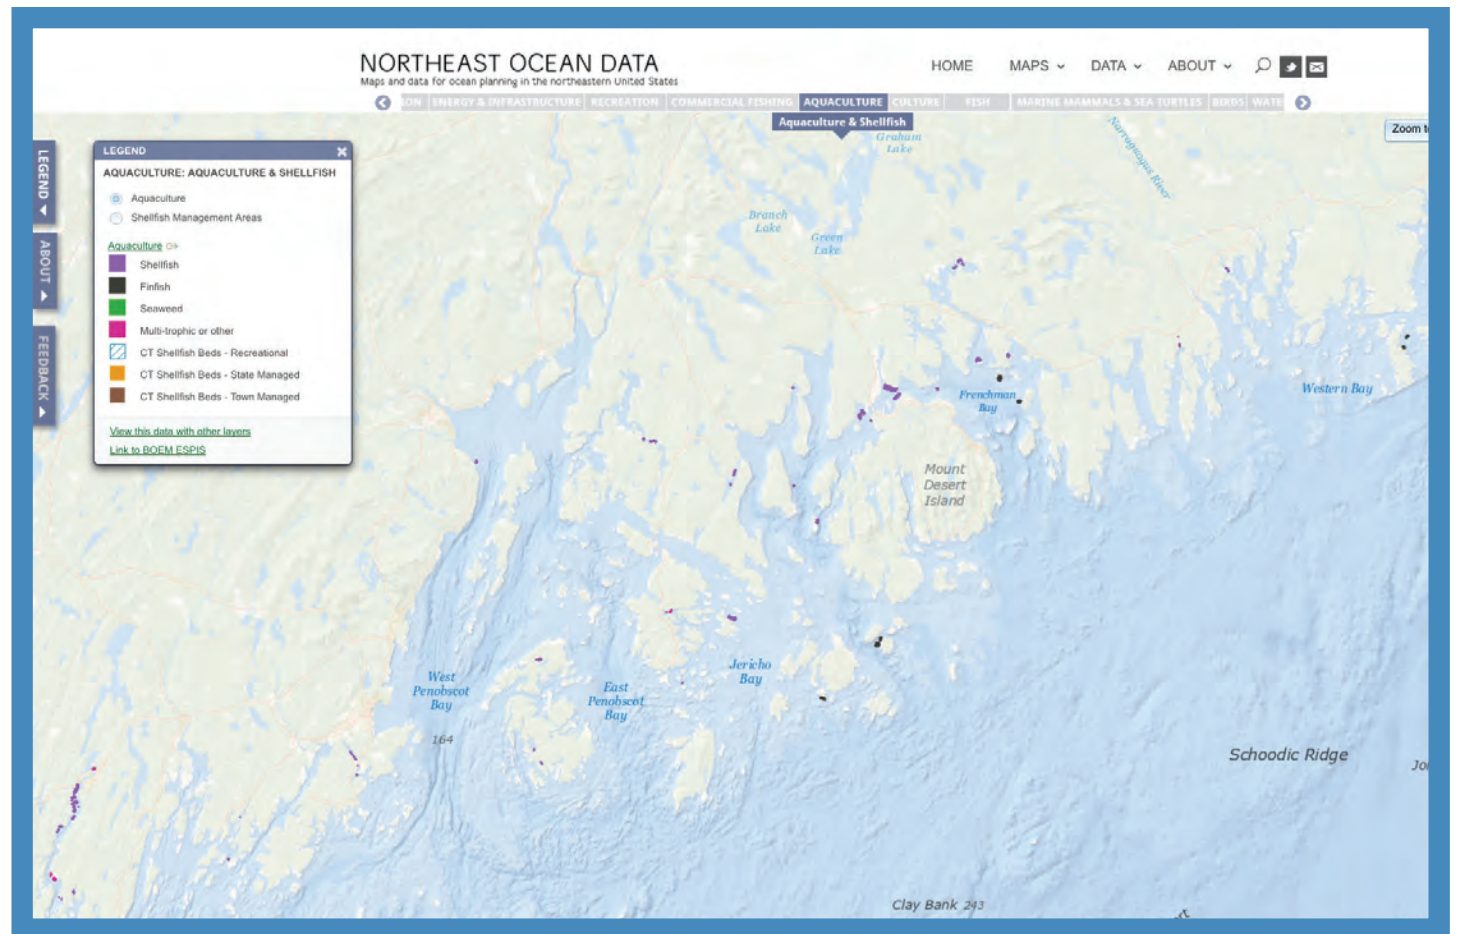 NORTHEAST OCEAN DATA
Maps and data for ocean planning in the northeastern United States
HOME MAPS DATA ABOUT
ION ENERGY & INFRASTRUCTURE RECREATION COMMERCIAL FISHING AQUACULTURE CULTURE FISH MARINE MAMMALS & SEA TURTLES BIRDS WATE
Aquaculture & Shellfish
Zoom t
LEGEND
ABOUT
FEEDBACK
LEGEND
AQUACULTURE: AQUACULTURE & SHELLFISH
Aquaculture
Shellfish Management Areas
Aquaculture
Shellfish
Finfish
Seaweed
Multi-trophic or other
CT Shellfish Beds - Recreational
CT Shellfish Beds - State Managed
CT Shellfish Beds - Town Managed
View this data with other layers
Link to BOEM ESPIS
Graham
Lake
Narraguagus River
Branch
Lake
Green
Lake
Frenchman
Bay
Western Bay
Mount
Desert
Island
West
Penobscot
Bay
East
Penobscot
Bay
Jericho
Bay
164
Schoodic Ridge
Jo
Clay Bank 243